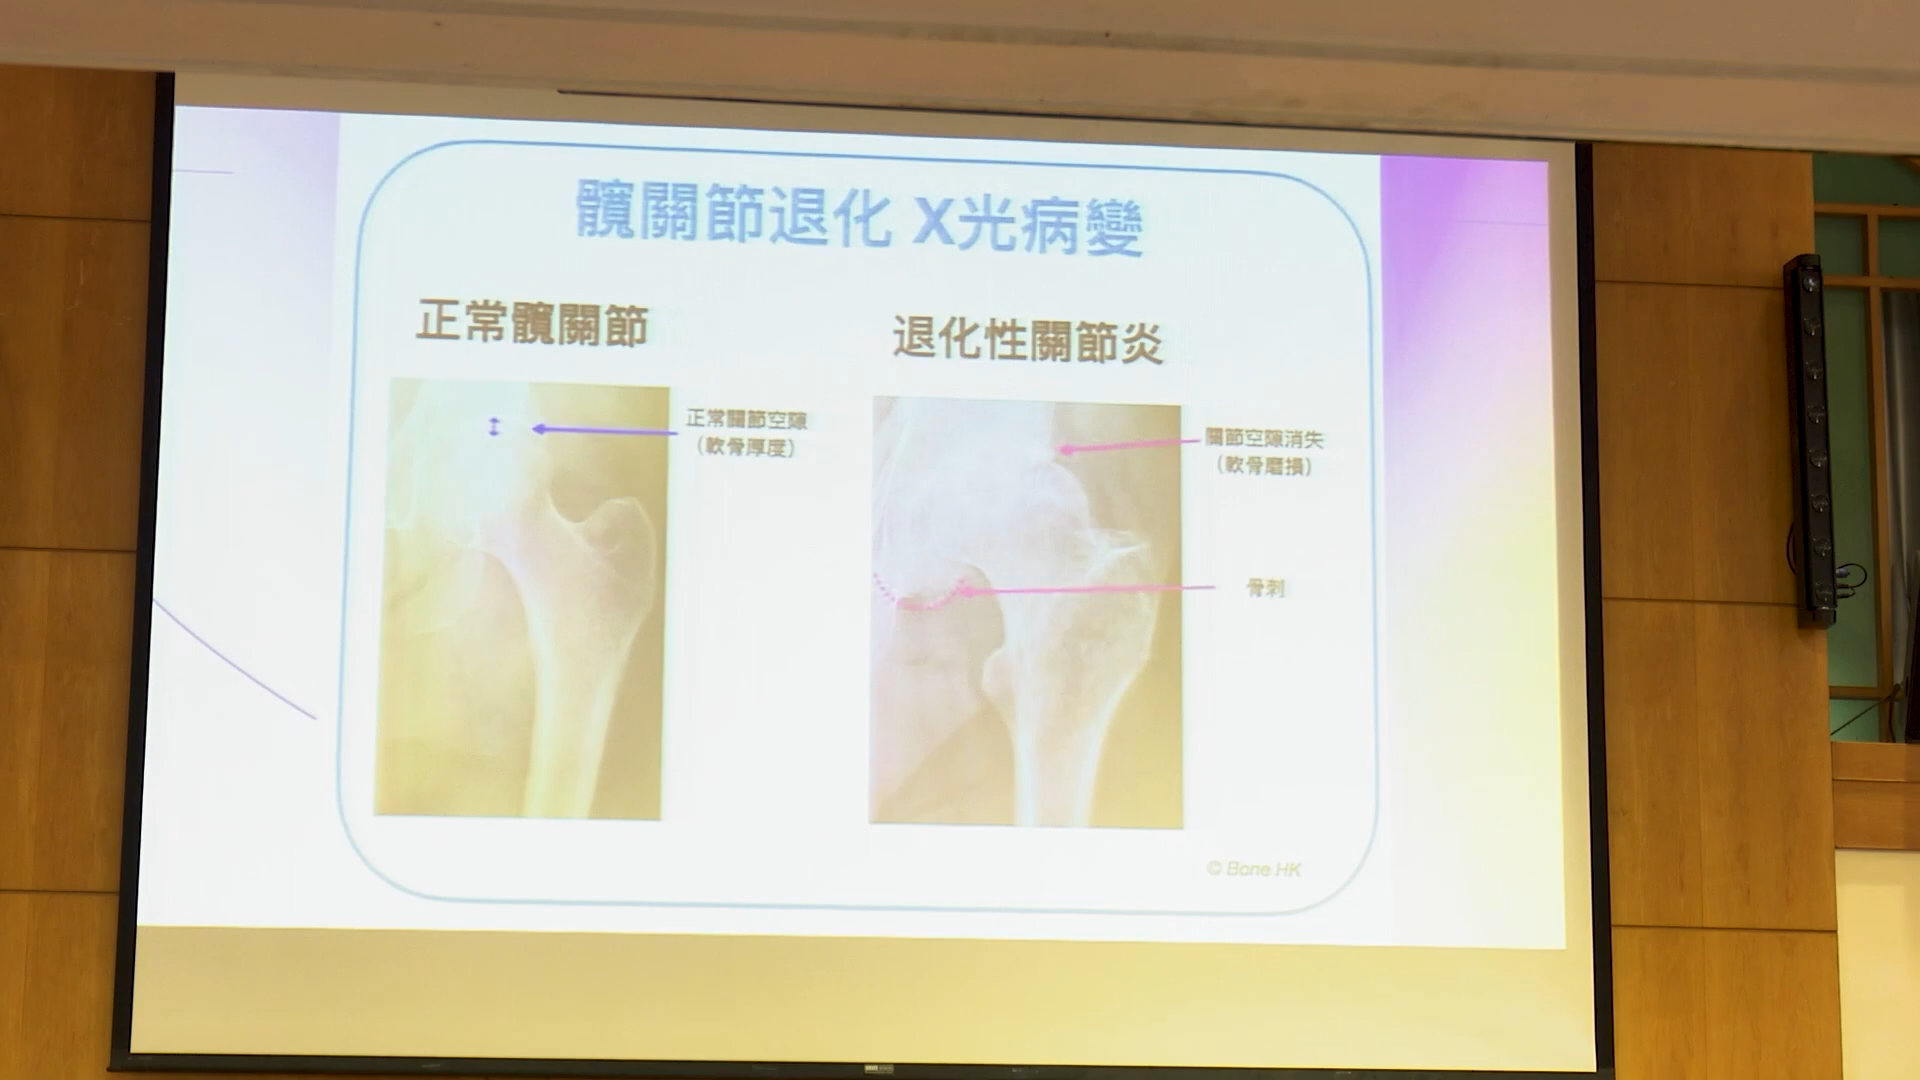 髖關節退化 X光病變
正常髖關節
退化性關節炎
正常關節空隙
（軟骨厚度）
關節空隙消失
（軟骨磨損）
骨刺
© Bone.HK